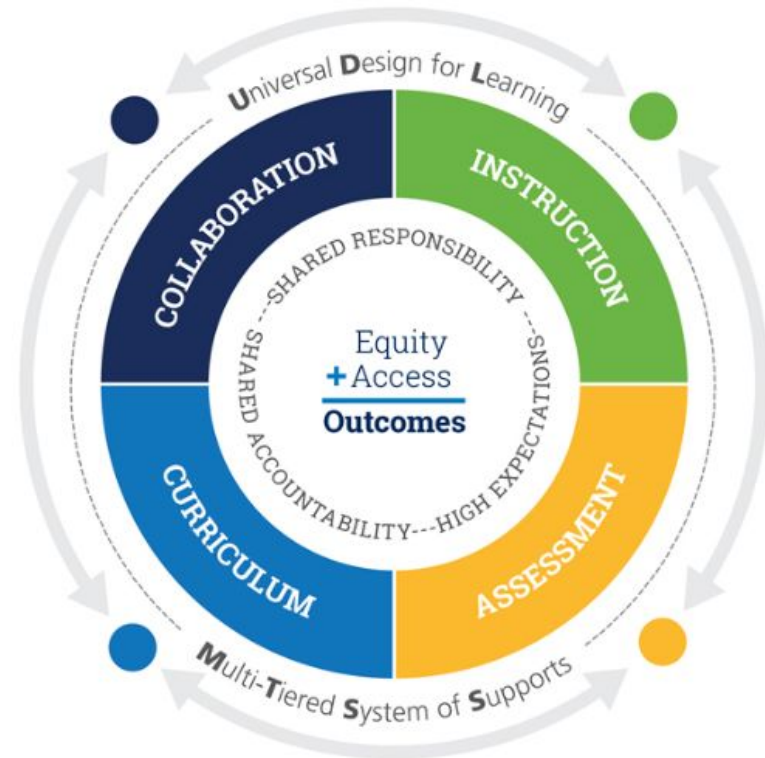 Universal Design for Learning
COLLABORATION
INSTRUCTION
SHARED ACCOUNTABILITY---SHARED RESPONSIBILITY---HIGH EXPECTATIONS---
Equity
+Access
Outcomes
CURRICULUM
ASSESSMENT
Multi-Tiered System of Supports